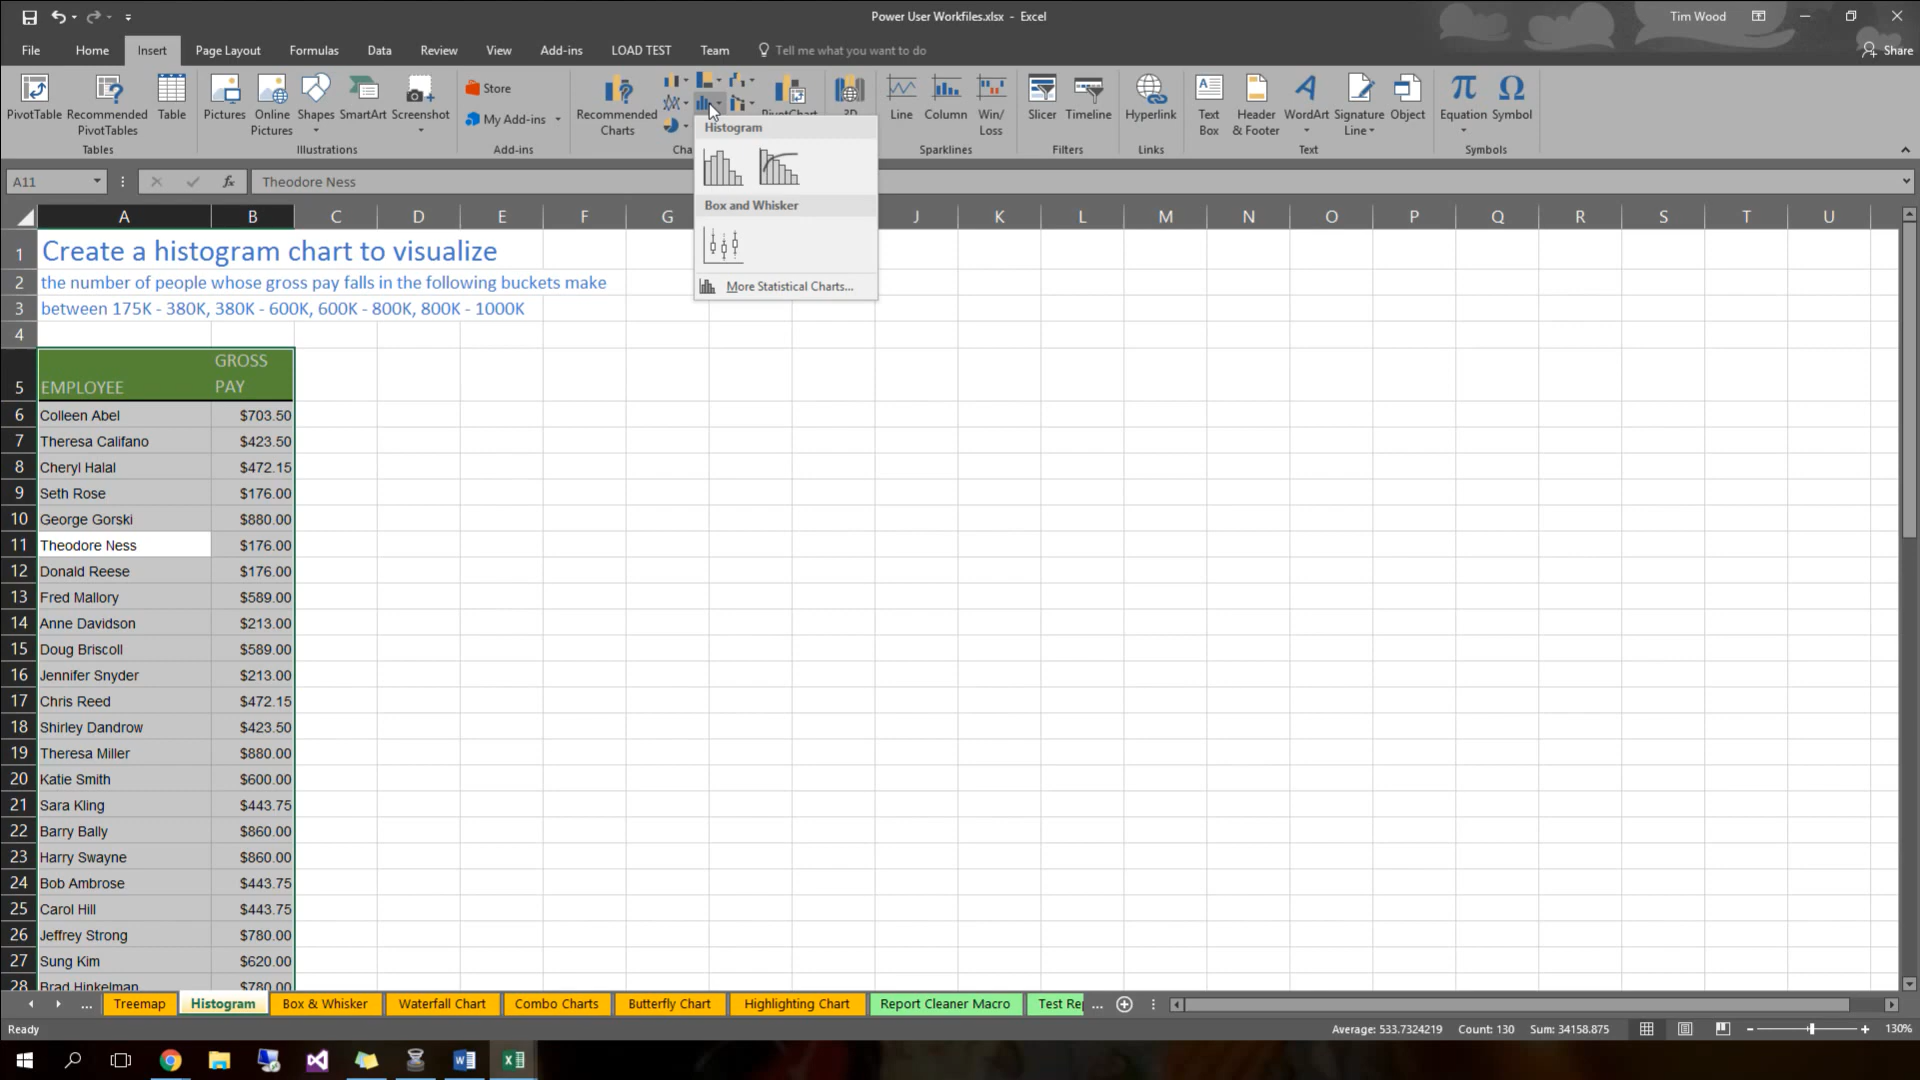 Power User Workfiles.xlsx - Excel
Tim Wood
File Home Insert Page Layout Formulas Data Review View Add-ins LOAD TEST Team Tell me what you want to do
Share
PivotTable Recommended PivotTables Table
Tables
Pictures Online Pictures Shapes SmartArt Screenshot
Illustrations
Store
My Add-ins
Add-ins
Recommended Charts
Line Column Win/ Loss
Sparklines
Slicer Timeline
Filters
Hyperlink
Links
Text Box Header & Footer WordArt Signature Line Object
Text
Equation Symbol
Symbols
Histogram
Box and Whisker
More Statistical Charts...
A11 fx Theodore Ness
A B C D E F G J K L M N O P Q R S T U
1 Create a histogram chart to visualize
2 the number of people whose gross pay falls in the following buckets make
3 between 175K - 380K, 380K - 600K, 600K - 800K, 800K - 1000K
4
5 EMPLOYEE GROSS PAY
6 Colleen Abel $703.50
7 Theresa Califano $423.50
8 Cheryl Halal $472.15
9 Seth Rose $176.00
10 George Gorski $880.00
11 Theodore Ness $176.00
12 Donald Reese $176.00
13 Fred Mallory $589.00
14 Anne Davidson $213.00
15 Doug Briscoll $589.00
16 Jennifer Snyder $213.00
17 Chris Reed $472.15
18 Shirley Dandrow $423.50
19 Theresa Miller $880.00
20 Katie Smith $600.00
21 Sara Kling $443.75
22 Barry Bally $860.00
23 Harry Swayne $860.00
24 Bob Ambrose $443.75
25 Carol Hill $443.75
26 Jeffrey Strong $780.00
27 Sung Kim $620.00
28 Brad Hinkelman $780.00
... Treemap Histogram Box & Whisker Waterfall Chart Combo Charts Butterfly Chart Highlighting Chart Report Cleaner Macro Test Rep ...
Ready
Average: 533.7324219 Count: 130 Sum: 34158.875 130%